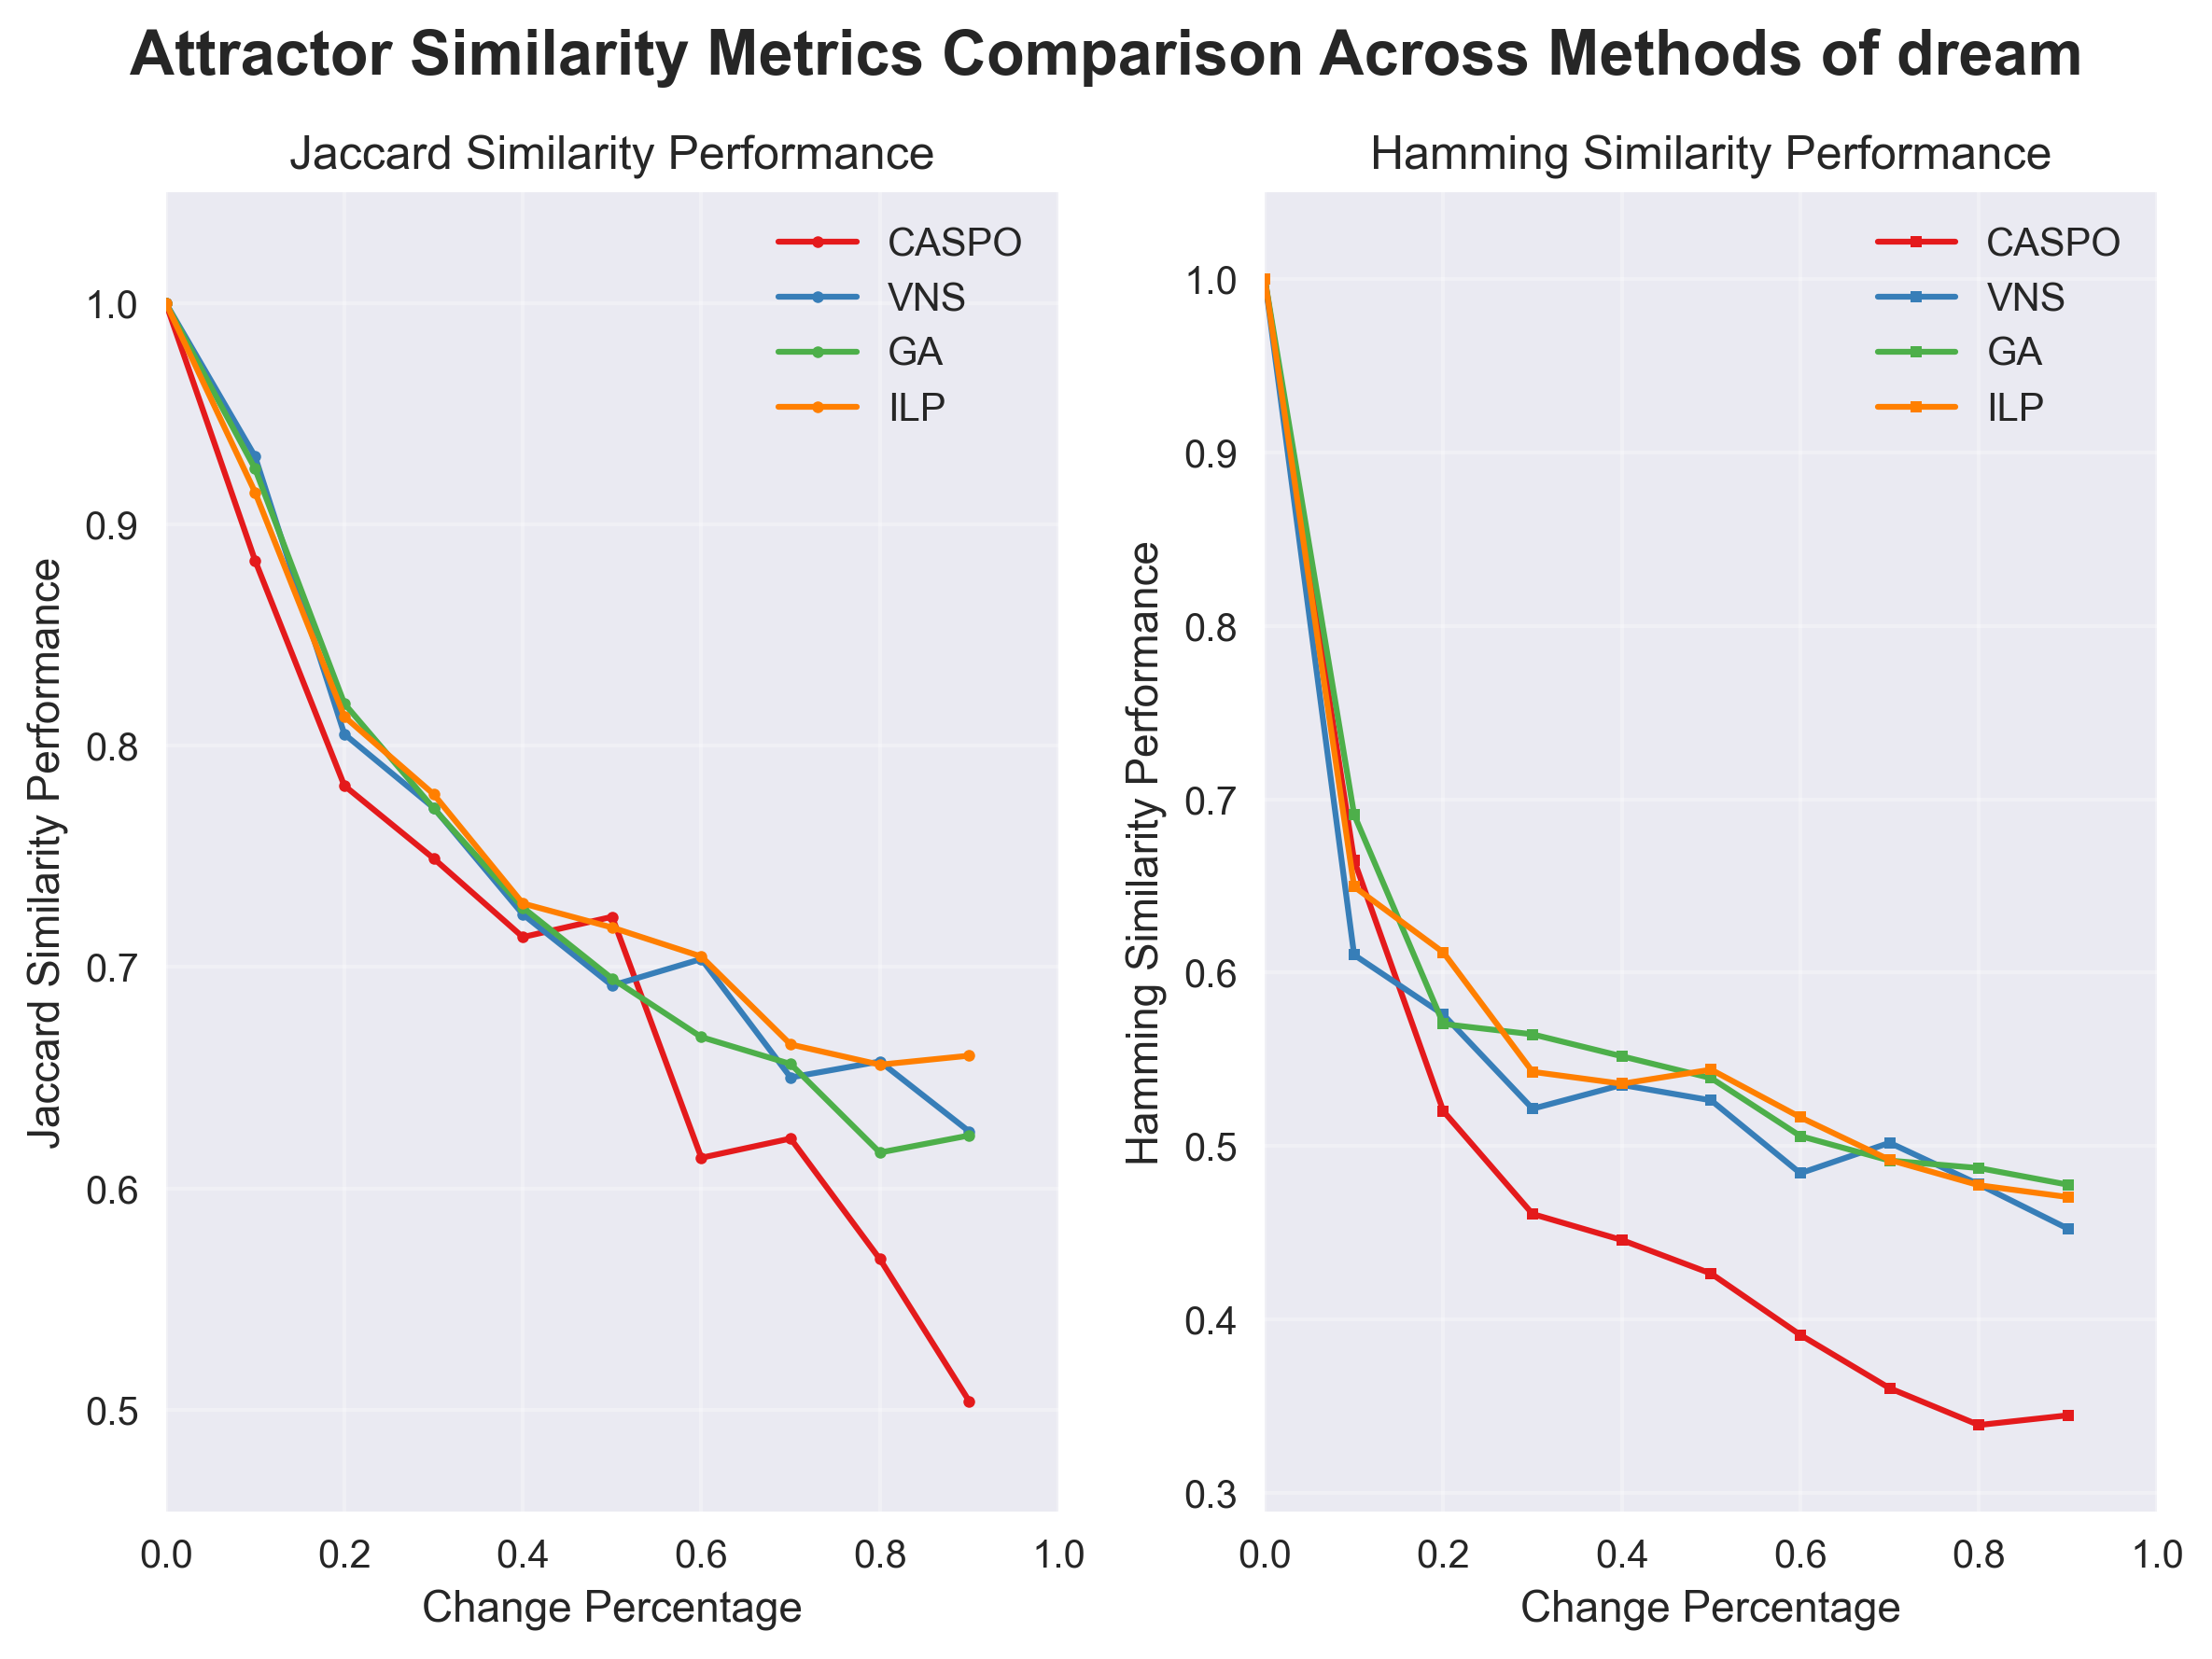 Attractor Similarity Metrics Comparison Across Methods of dream
Jaccard Similarity Performance
CASPO
VNS
GA
ILP
1.0
0.9
0.8
0.7
0.6
0.5
Jaccard Similarity Performance
0.0 0.2 0.4 0.6 0.8 1.0
Change Percentage
Hamming Similarity Performance
CASPO
VNS
GA
ILP
1.0
0.9
0.8
0.7
0.6
0.5
0.4
0.3
Hamming Similarity Performance
0.0 0.2 0.4 0.6 0.8 1.0
Change Percentage